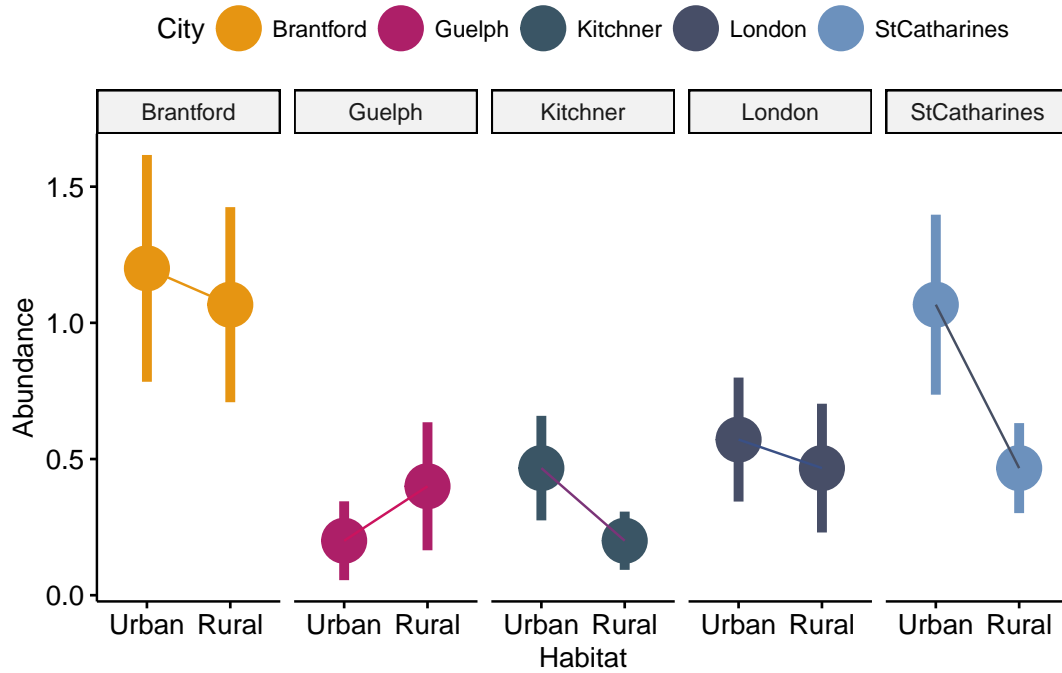 City Brantford Guelph Kitchner London StCatharines
Brantford Guelph Kitchner London StCatharines
Abundance
1.5
1.0
0.5
0.0
Urban Rural Urban Rural Urban Rural Urban Rural Urban Rural
Habitat